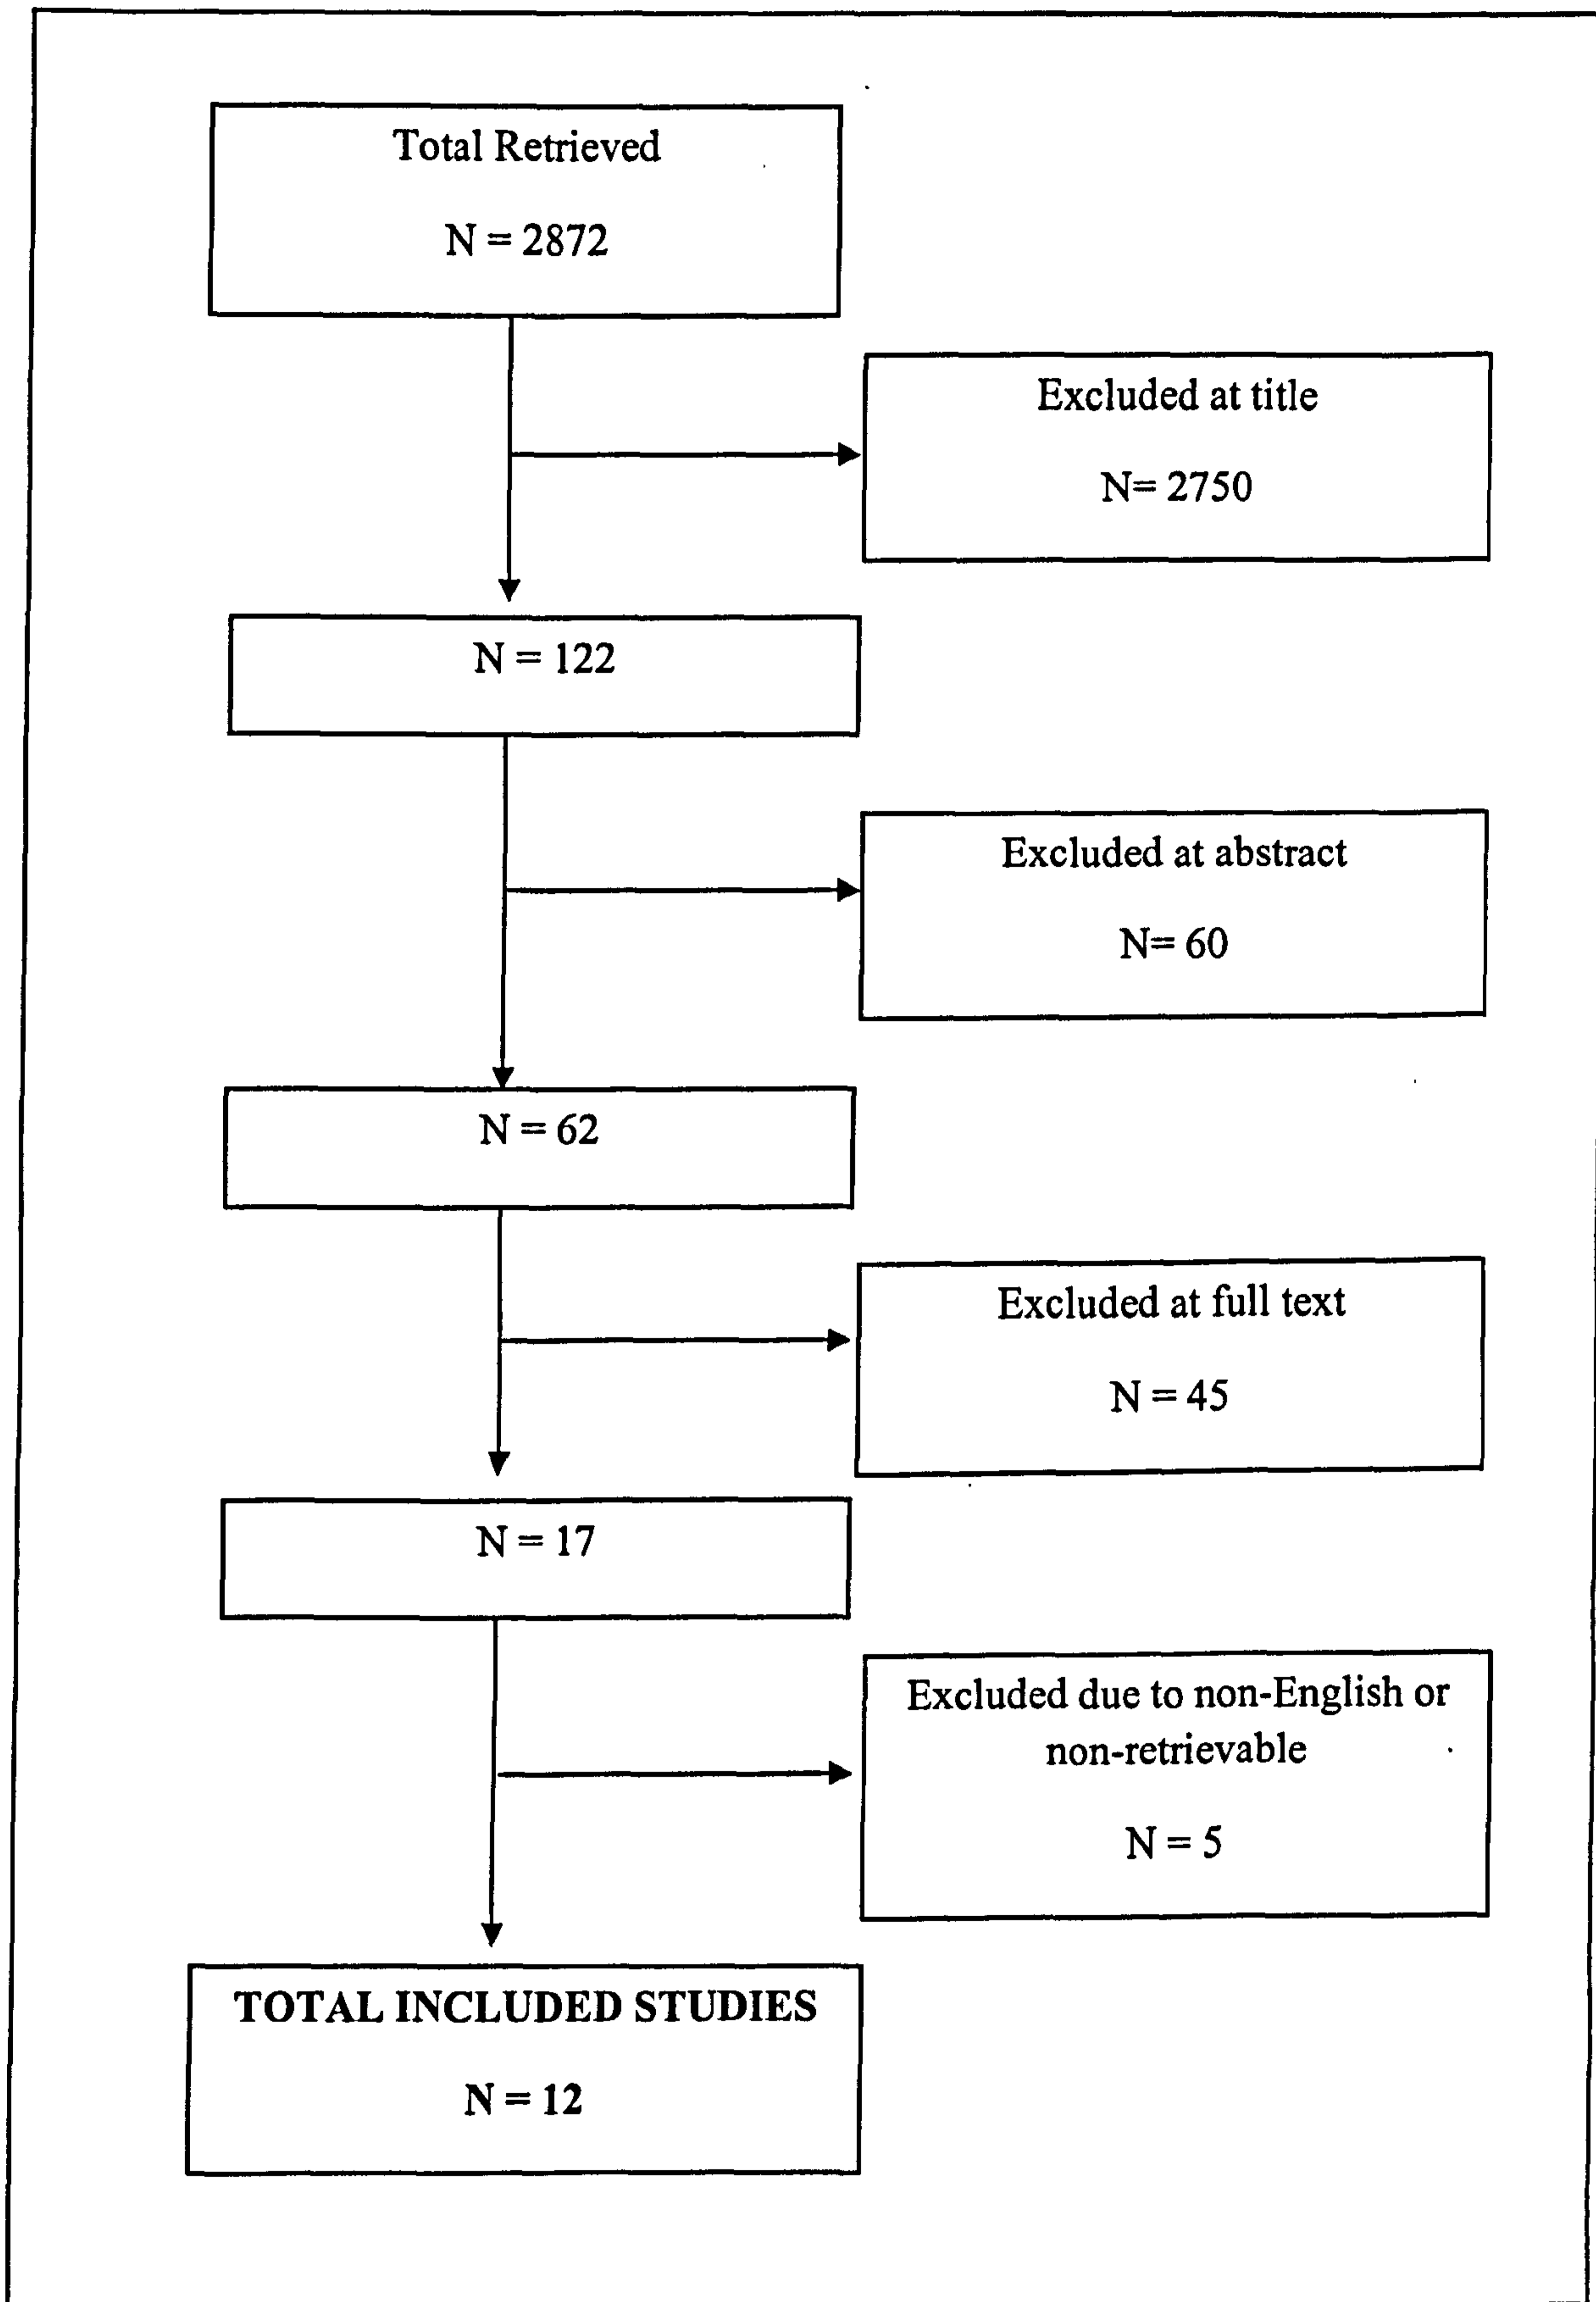 Total Retrieved
N = 2872
Excluded at title
N= 2750
N = 122
Excluded at abstract
N= 60
N = 62
Excluded at full text
N = 45
N = 17
Excluded due to non-English or
non-retrievable
N = 5
TOTAL INCLUDED STUDIES
N = 12